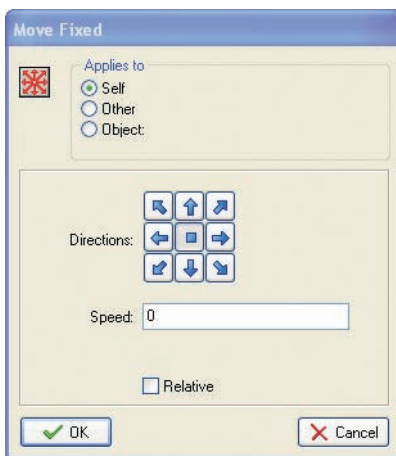 Move Fixed
Applies to
Self
Other
Object:
Directions:
Speed: 0
Relative
OK Cancel